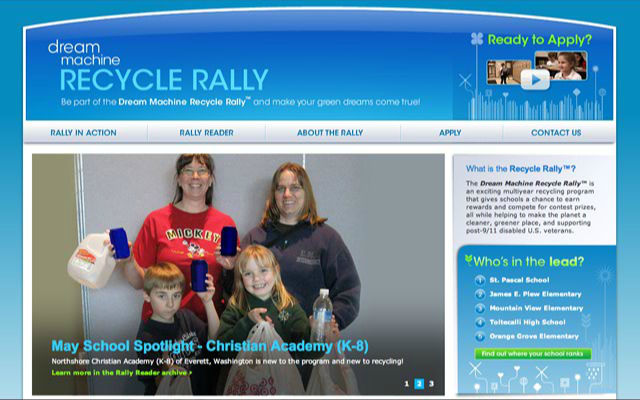 dream
machine
RECYCLE RALLY
Be part of the Dream Machine Recycle Rally™ and make your green dreams come true!
Ready to Apply?
RALLY IN ACTION
RALLY READER
ABOUT THE RALLY
APPLY
CONTACT US
MICKEY
May School Spotlight - Christian Academy (K-8)
Northshore Christian Academy (K-8) of Everett, Washington is new to the program and new to recycling!
Learn more in the Rally Reader archive >
1 2 3
What is the Recycle Rally™?
The Dream Machine Recycle Rally™ is
an exciting multiyear recycling program
that gives schools a chance to earn
rewards and compete for contest prizes,
all while helping to make the planet a
cleaner, greener place, and supporting
post-9/11 disabled U.S. veterans.
Who's in the lead?
1 St. Pascal School
2 James E. Plew Elementary
3 Mountain View Elementary
4 Toltecalli High School
5 Orange Grove Elementary
Find out where your school ranks